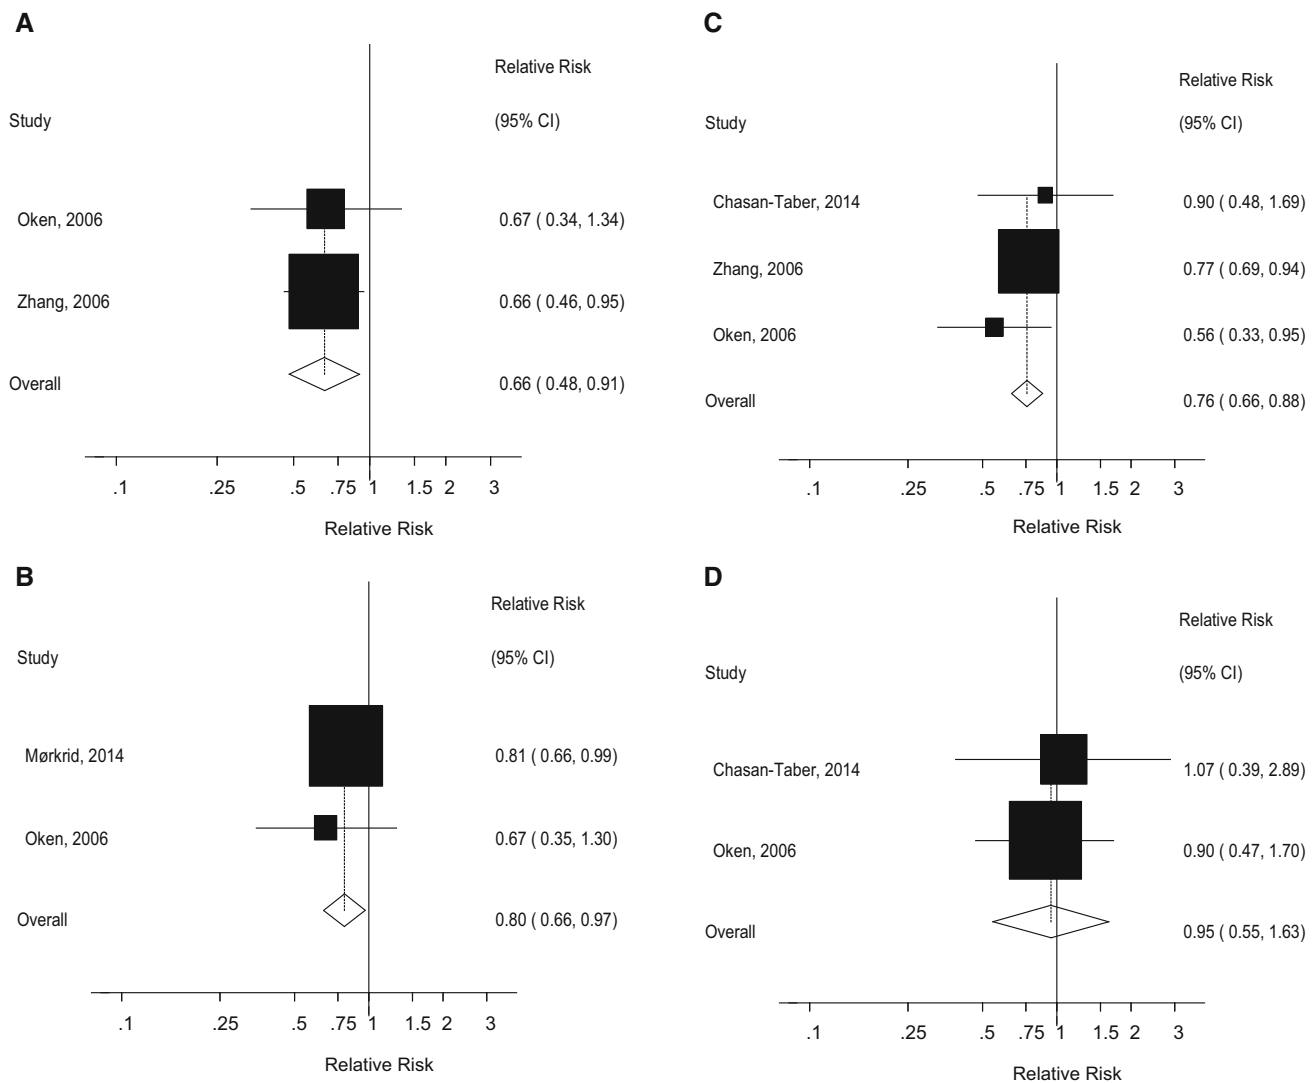 A
Relative Risk
Study (95% CI)
Oken, 2006 0.67 ( 0.34, 1.34)
Zhang, 2006 0.66 ( 0.46, 0.95)
Overall 0.66 ( 0.48, 0.91)
.1 .25 .5 .75 1 1.5 2 3
Relative Risk
B
Relative Risk
Study (95% CI)
Mørkrid, 2014 0.81 ( 0.66, 0.99)
Oken, 2006 0.67 ( 0.35, 1.30)
Overall 0.80 ( 0.66, 0.97)
.1 .25 .5 .75 1 1.5 2 3
Relative Risk
C
Relative Risk
Study (95% CI)
Chasan-Taber, 2014 0.90 ( 0.48, 1.69)
Zhang, 2006 0.77 ( 0.69, 0.94)
Oken, 2006 0.56 ( 0.33, 0.95)
Overall 0.76 ( 0.66, 0.88)
.1 .25 .5 .75 1 1.5 2 3
Relative Risk
D
Relative Risk
Study (95% CI)
Chasan-Taber, 2014 1.07 ( 0.39, 2.89)
Oken, 2006 0.90 ( 0.47, 1.70)
Overall 0.95 ( 0.55, 1.63)
.1 .25 .5 .75 1 1.5 2 3
Relative Risk